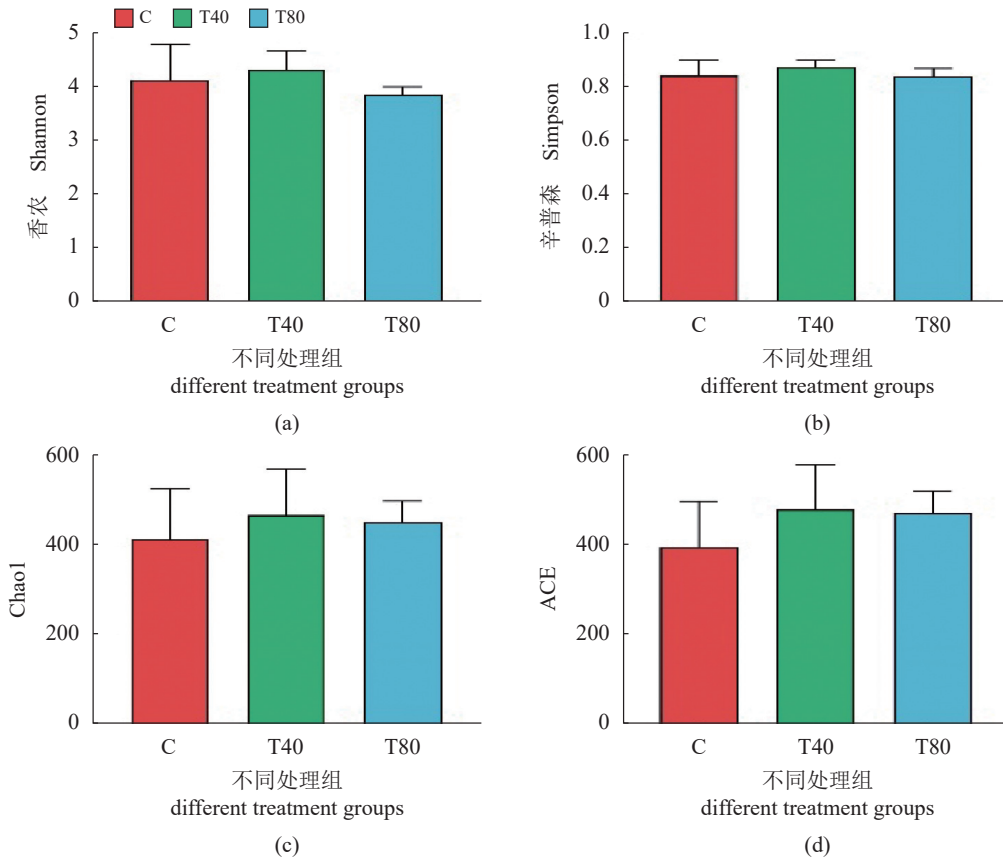 C T40 T80
5
4
3
2
1
0
香农 Shannon
C T40 T80
不同处理组
different treatment groups
(a)
1.0
0.8
0.6
0.4
0.2
0
辛普森 Simpson
C T40 T80
不同处理组
different treatment groups
(b)
600
400
200
0
Chao1
C T40 T80
不同处理组
different treatment groups
(c)
600
400
200
0
ACE
C T40 T80
不同处理组
different treatment groups
(d)